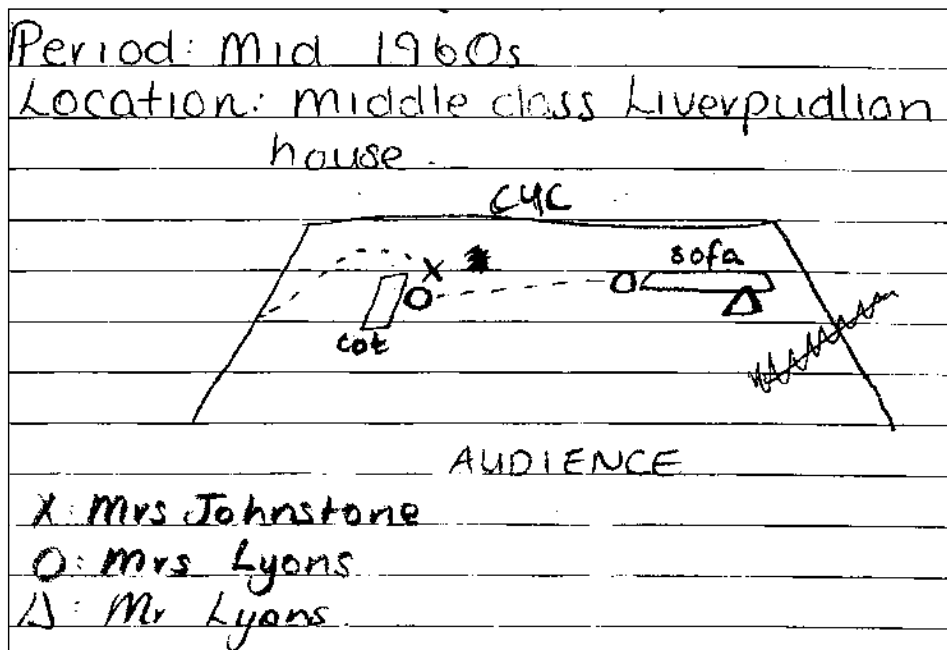 Period: Mid 1960s
Location: Middle class Liverpudlian
house.
CYC
sofa
X
O
O
Δ
cot
AUDIENCE
X: Mrs Johnstone
O: Mrs Lyons
Δ: Mr Lyons.